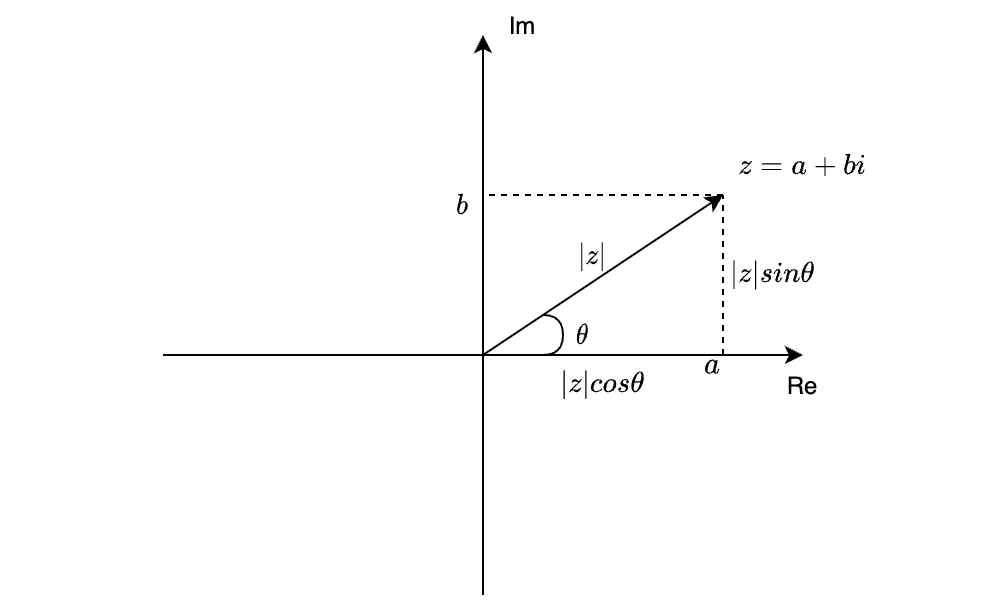 Im
z = a + bi
b
|z|
|z|sinθ
θ
a
|z|cosθ
Re